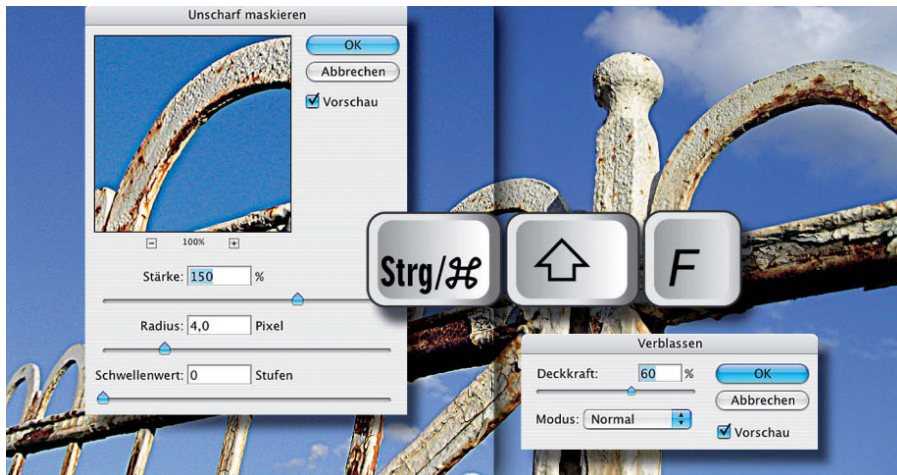 Unscharf maskieren
OK
Abbrechen
Vorschau
100%
Stärke: 150 %
Radius: 4,0 Pixel
Schwellenwert: 0 Stufen
Strg/⌘ ⇧ F
Verblassen
Deckkraft: 60 %
OK
Abbrechen
Modus: Normal
Vorschau